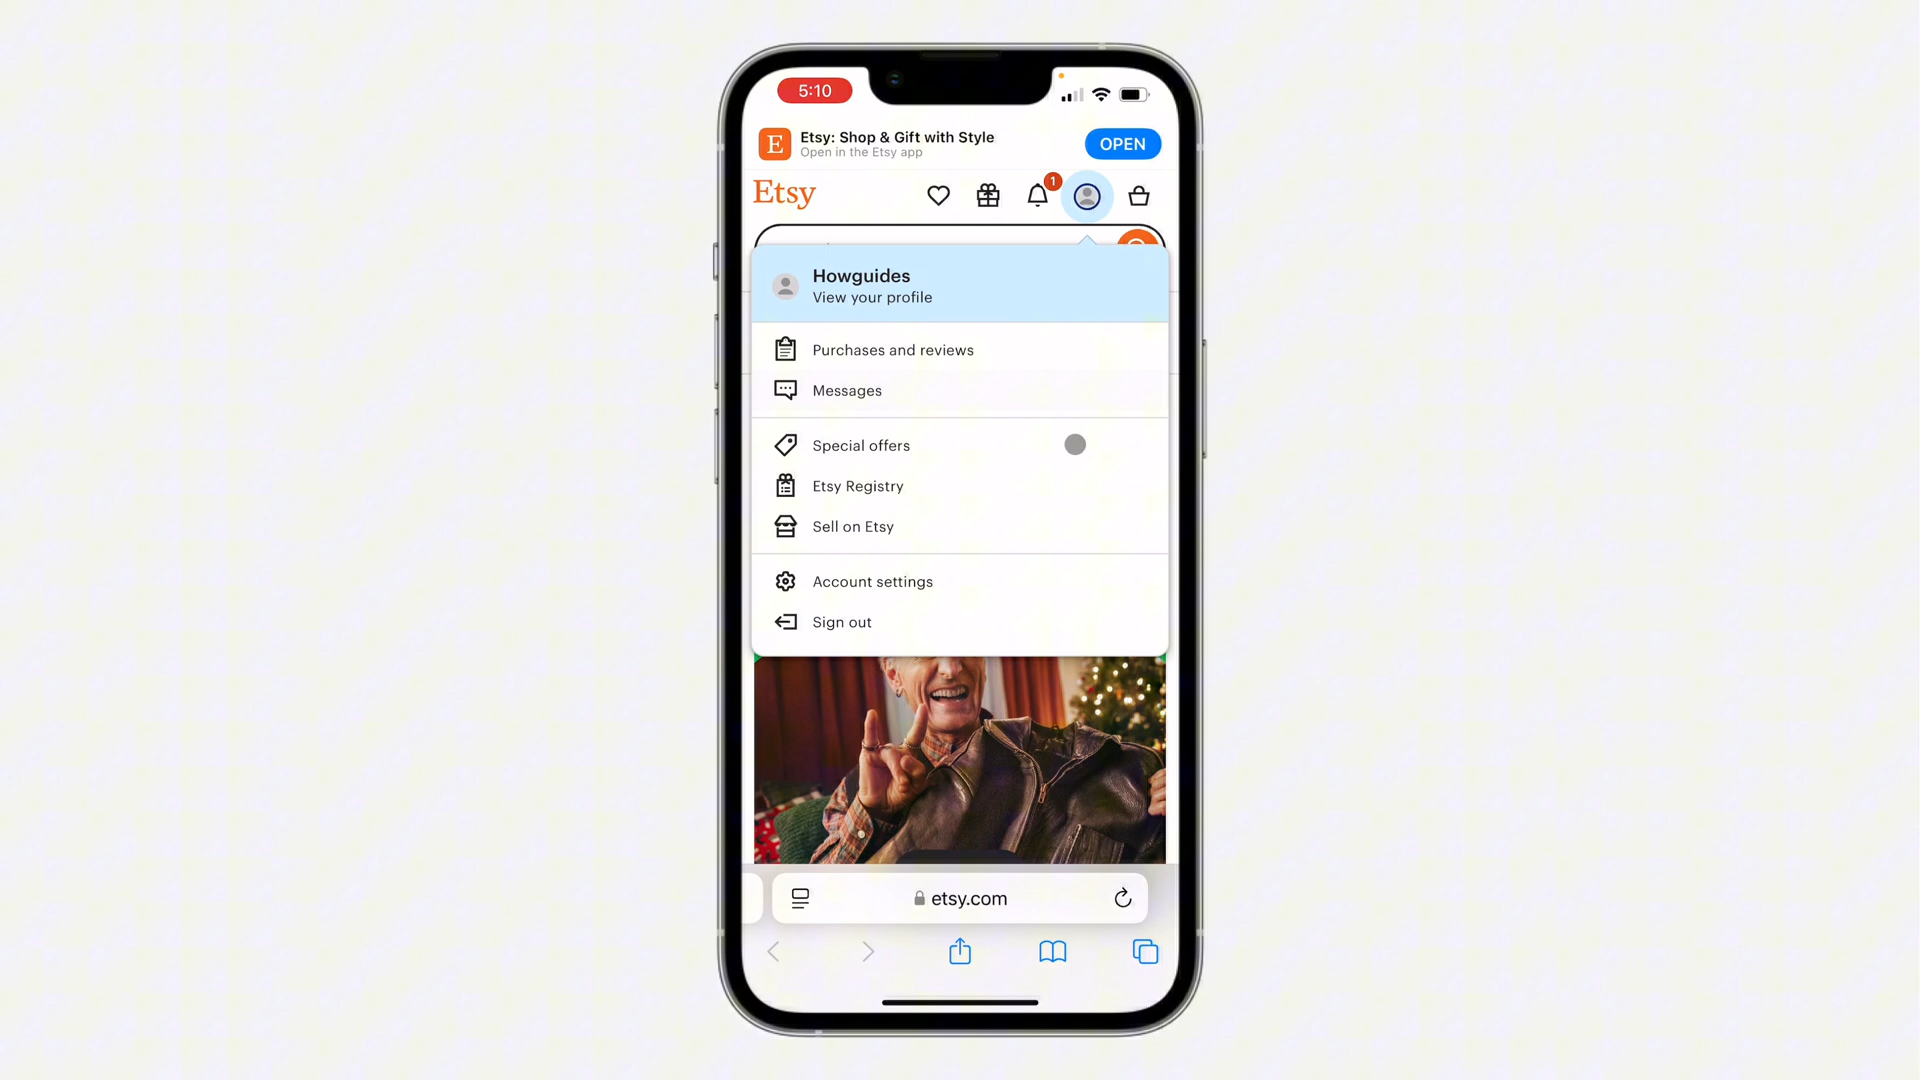 5:10
E
Etsy: Shop & Gift with Style
Open in the Etsy app
OPEN
Etsy
1
Howguides
View your profile
Purchases and reviews
Messages
Special offers
Etsy Registry
Sell on Etsy
Account settings
Sign out
etsy.com